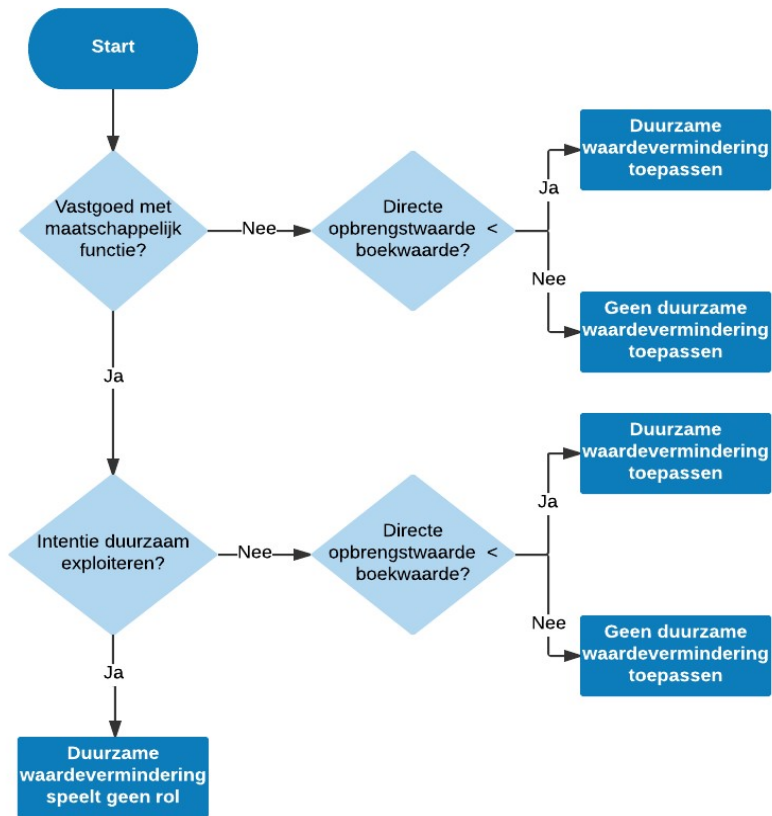 Start
Vastgoed met
maatschappelijk
functie?
Nee
Directe
opbrengstwaarde <
boekwaarde?
Ja
Duurzame
waardevermindering
toepassen
Nee
Geen duurzame
waardevermindering
toepassen
Ja
Intentie duurzaam
exploiteren?
Nee
Directe
opbrengstwaarde <
boekwaarde?
Ja
Duurzame
waardevermindering
toepassen
Nee
Geen duurzame
waardevermindering
toepassen
Ja
Duurzame
waardevermindering
speelt geen rol